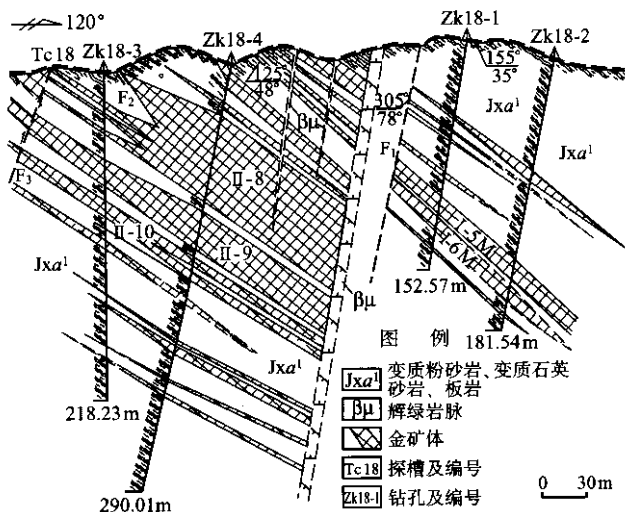 120°
Tc18
Zk18-3
Zk18-4
Zk18-1
Zk18-2
125
48°
155°
35°
305°
78°
F₂
F₁
F₃
βμ
Jxa¹
Jxa¹
Ⅱ-8
Ⅱ-10
Ⅱ-9
Jxa¹
βμ
152.57m
181.54m
218.23m
290.01m
图 例
Jxa¹ 变质粉砂岩、变质石英
砂岩、板岩
βμ 辉绿岩脉
金矿体
Tc18 探槽及编号
Zk18-1 钻孔及编号
0 30m